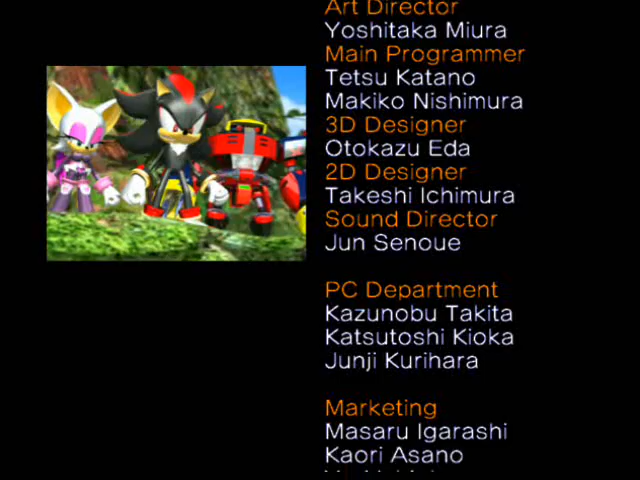 Art Director
Yoshitaka Miura
Main Programmer
Tetsu Katano
Makiko Nishimura
3D Designer
Otokazu Eda
2D Designer
Takeshi Ichimura
Sound Director
Jun Senoue
PC Department
Kazunobu Takita
Katsutoshi Kioka
Junji Kurihara
Marketing
Masaru Igarashi
Kaori Asano